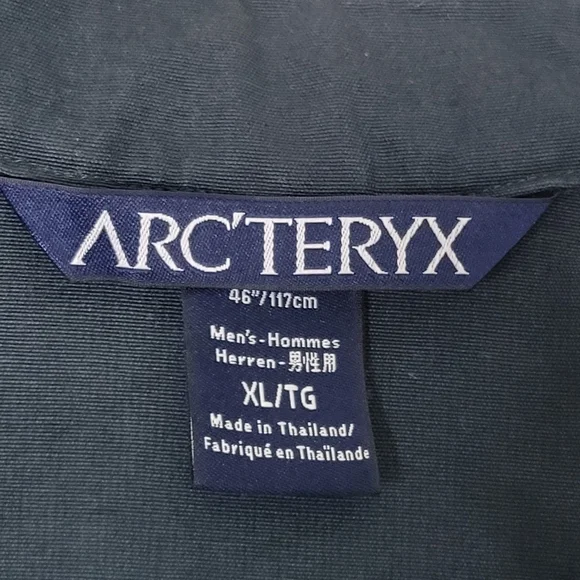 ARC'TERYX
46"/117cm
Men's-Hommes
Herren-男性用
XL/TG
Made in Thailand/
Fabriqué en Thaïlande